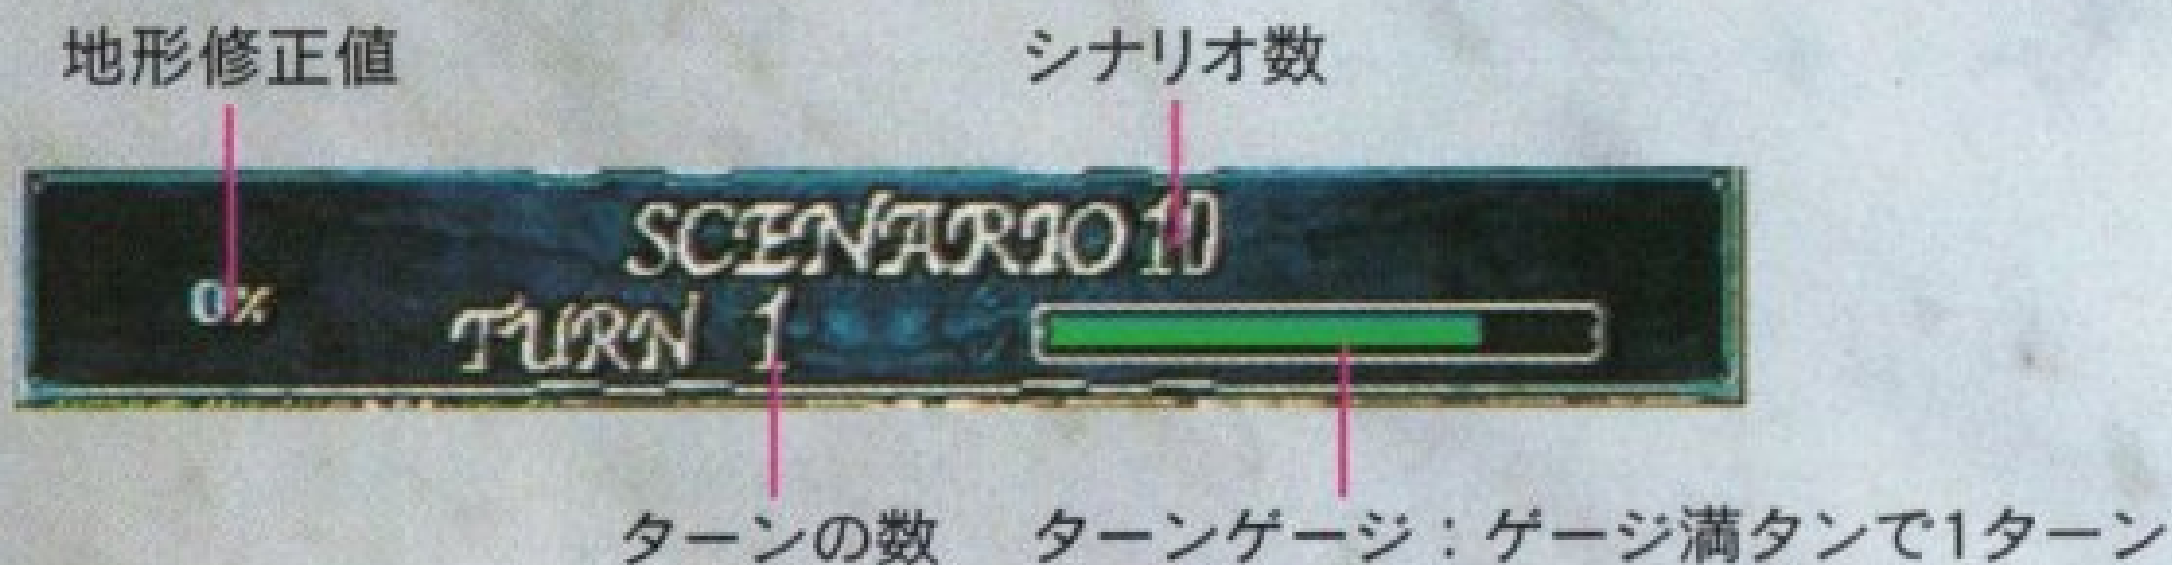 地形修正値
シナリオ数
SCENARIO 10
0%
TURN 1
ターンの数
ターンゲージ：ゲージ満タンで1ターン